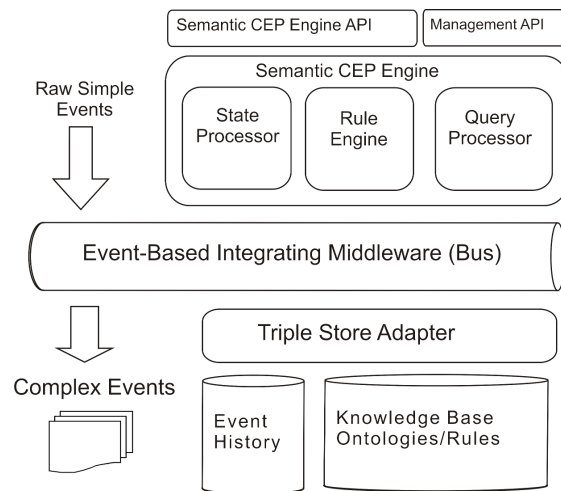 Semantic CEP Engine API
Management API
Semantic CEP Engine
Raw Simple
Events
State
Processor
Rule
Engine
Query
Processor
Event-Based Integrating Middleware (Bus)
Triple Store Adapter
Complex Events
Event
History
Knowledge Base
Ontologies/Rules